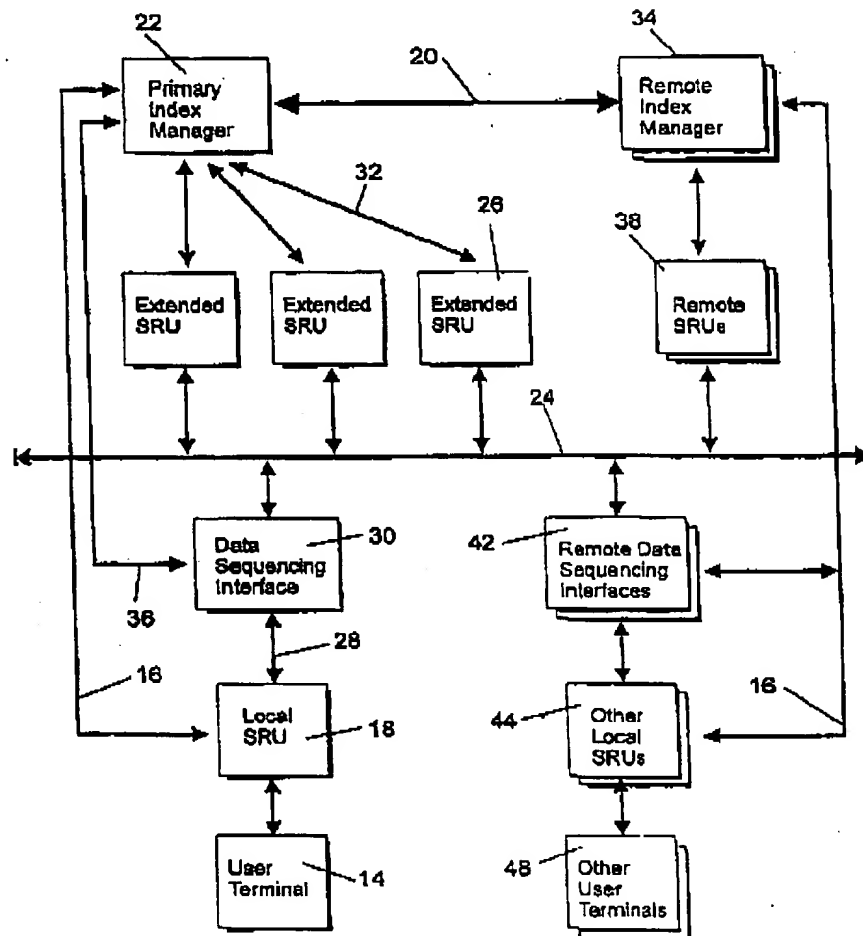 22
34
20
Primary
Index
Manager
Remote
Index
Manager
32
26
38
Extended
SRU
Extended
SRU
Extended
SRU
Remote
SRUs
24
30
42
Data
Sequencing
Interface
Remote Data
Sequencing
Interfaces
36
28
16
16
Local
SRU
18
44
Other
Local
SRUs
User
Terminal
14
48
Other
User
Terminals